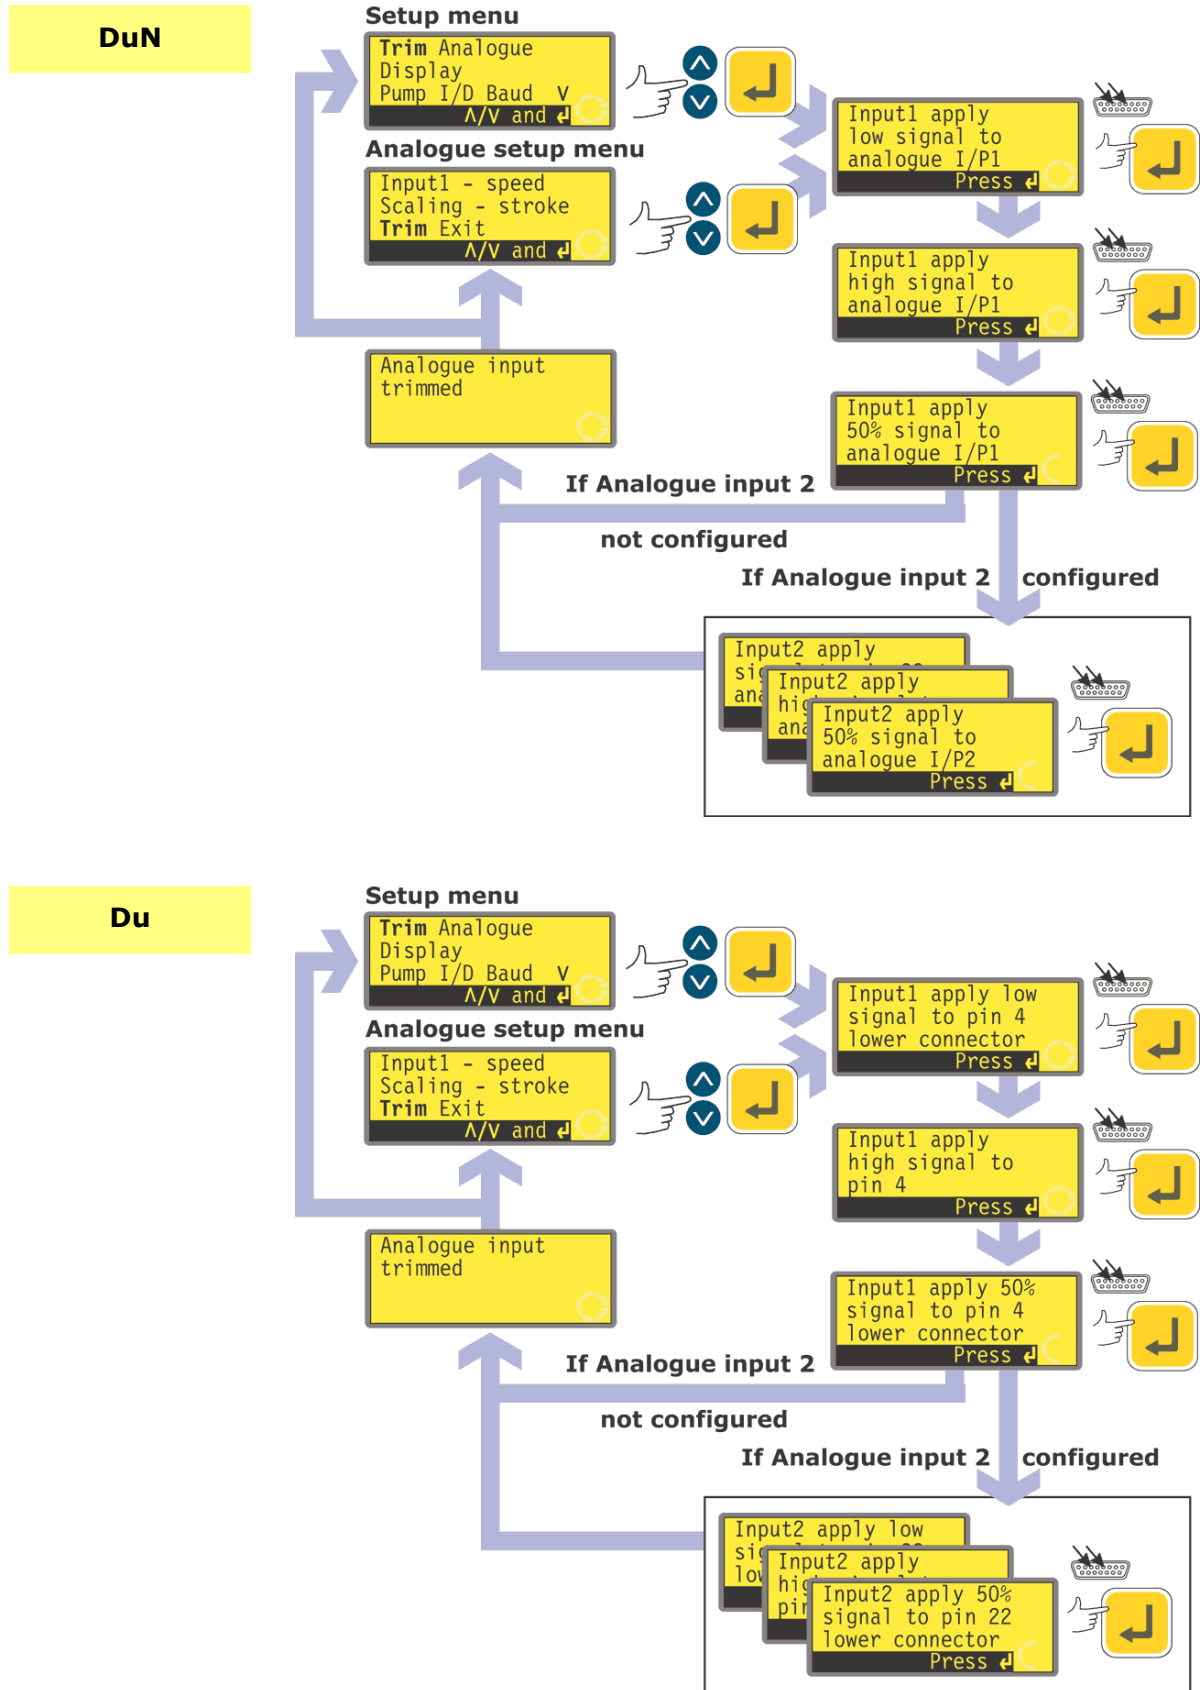 DuN
Setup menu
Trim Analogue
Display
Pump I/D Baud V
Λ/V and ↵
Analogue setup menu
Input1 - speed
Scaling - stroke
Trim Exit
Λ/V and ↵
Input1 apply
low signal to
analogue I/P1
Press ↵
Input1 apply
high signal to
analogue I/P1
Press ↵
Input1 apply
50% signal to
analogue I/P1
Press ↵
Analogue input
trimmed
If Analogue input 2
not configured
If Analogue input 2 configured
Input2 apply
Input2 apply
Input2 apply
50% signal to
analogue I/P2
Press ↵
Du
Setup menu
Trim Analogue
Display
Pump I/D Baud V
Λ/V and ↵
Analogue setup menu
Input1 - speed
Scaling - stroke
Trim Exit
Λ/V and ↵
Input1 apply low
signal to pin 4
lower connector
Press ↵
Input1 apply
high signal to
pin 4
Press ↵
Input1 apply 50%
signal to pin 4
lower connector
Press ↵
Analogue input
trimmed
If Analogue input 2
not configured
If Analogue input 2 configured
Input2 apply low
Input2 apply
Input2 apply 50%
signal to pin 22
lower connector
Press ↵